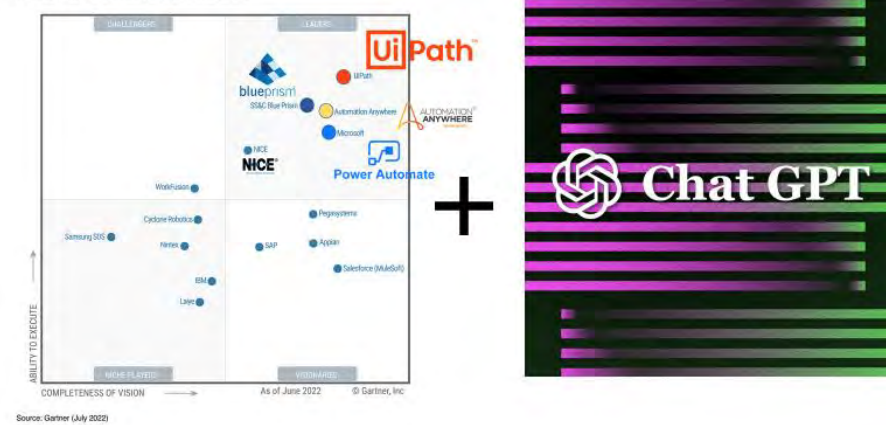 CHALLENGERS
LEADERS
UiPath
UiPath
blueprism
SS&C Blue Prism
Automation Anywhere
AUTOMATION
ANYWHERE
Microsoft
NICE
NICE
Power Automate
WorkFusion
Cyclone Robotics
Pegasystems
Samsung SDS
Nintex
SAP
Appian
Salesforce (MuleSoft)
IBM
Laiye
+
Chat GPT
ABILITY TO EXECUTE
NICHE PLAYERS
VISIONARIES
COMPLETENESS OF VISION
As of June 2022
© Gartner, Inc
Source: Gartner (July 2022)